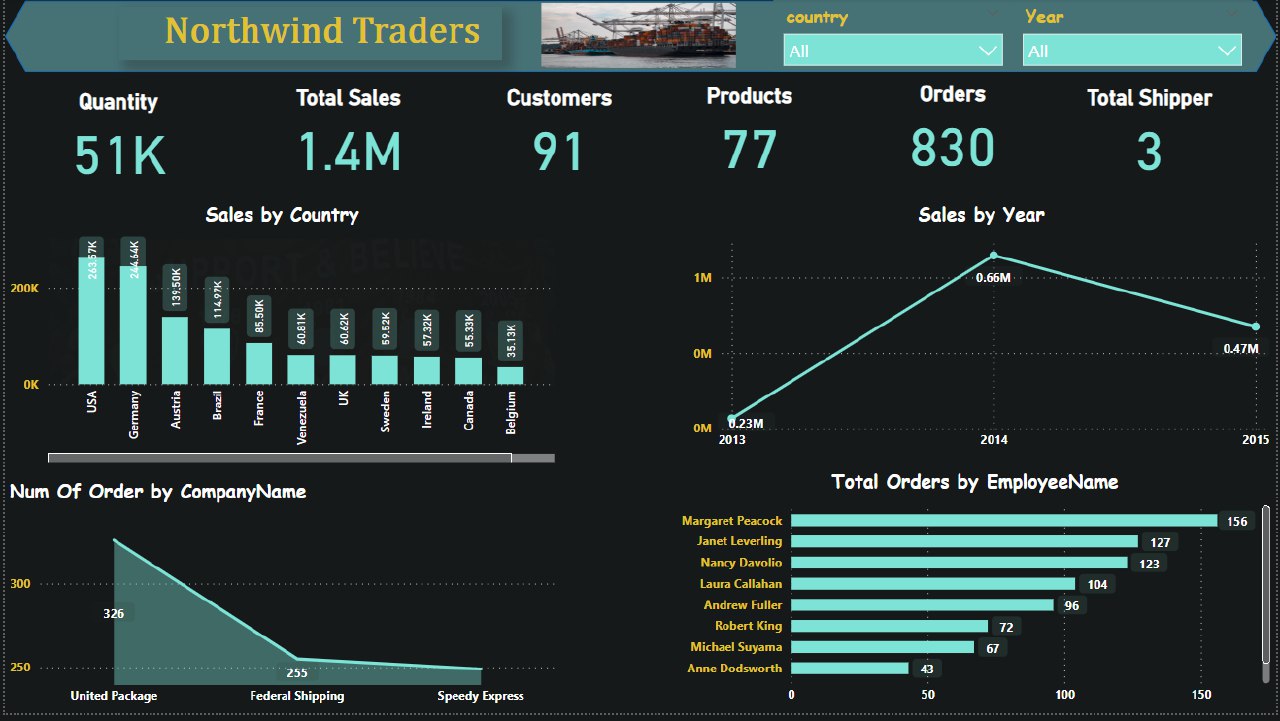 Northwind Traders
country
Year
All
All
Quantity
Total Sales
Customers
Products
Orders
Total Shipper
51K
1.4M
91
77
830
3
Sales by Country
200K
0K
263.57K
244.64K
139.50K
114.97K
85.50K
60.81K
60.62K
59.52K
57.32K
55.33K
35.13K
USA
Germany
Austria
Brazil
France
Venezuela
UK
Sweden
Ireland
Canada
Belgium
Sales by Year
1M
0M
0M
0.66M
0.47M
0.23M
2013
2014
2015
Num Of Order by CompanyName
300
250
326
255
United Package
Federal Shipping
Speedy Express
Total Orders by EmployeeName
Margaret Peacock 156
Janet Leverling 127
Nancy Davolio 123
Laura Callahan 104
Andrew Fuller 96
Robert King 72
Michael Suyama 67
Anne Dodsworth 43
0 50 100 150